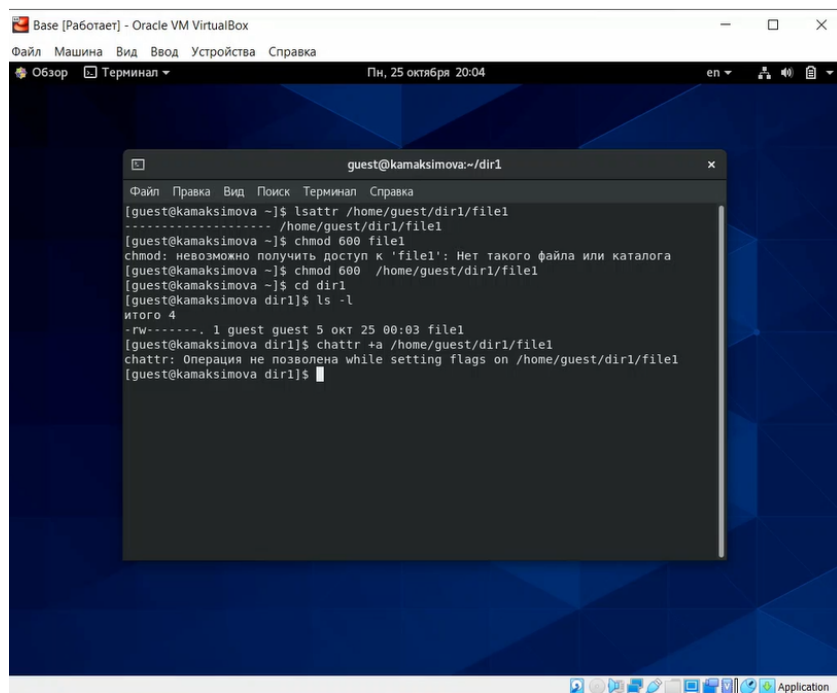 Base [Работает] - Oracle VM VirtualBox
Файл Машина Вид Ввод Устройства Справка
Обзор Терминал Пн, 25 октября 20:04 en
guest@kamaksimova:~/dir1
Файл Правка Вид Поиск Терминал Справка
[guest@kamaksimova ~]$ lsattr /home/guest/dir1/file1
-------------------- /home/guest/dir1/file1
[guest@kamaksimova ~]$ chmod 600 file1
chmod: невозможно получить доступ к 'file1': Нет такого файла или каталога
[guest@kamaksimova ~]$ chmod 600  /home/guest/dir1/file1
[guest@kamaksimova ~]$ cd dir1
[guest@kamaksimova dir1]$ ls -l
итого 4
-rw-------. 1 guest guest 5 окт 25 00:03 file1
[guest@kamaksimova dir1]$ chattr +a /home/guest/dir1/file1
chattr: Операция не позволена while setting flags on /home/guest/dir1/file1
[guest@kamaksimova dir1]$
Application